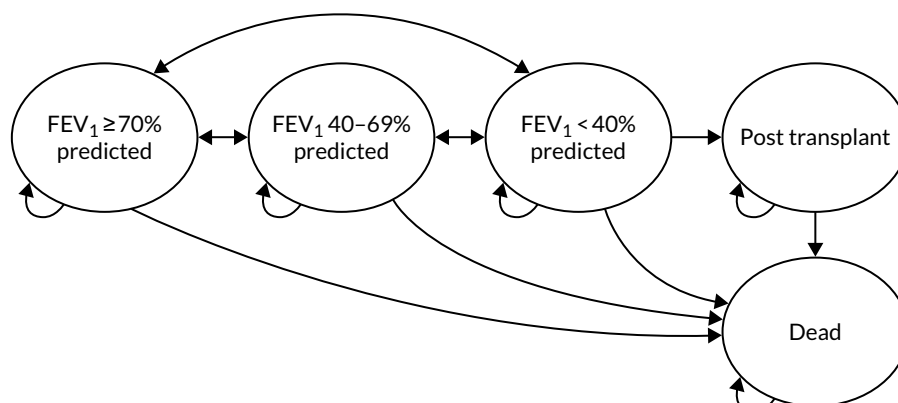 FEV₁ ≥70%
predicted
FEV₁ 40–69%
predicted
FEV₁ <40%
predicted
Post transplant
Dead